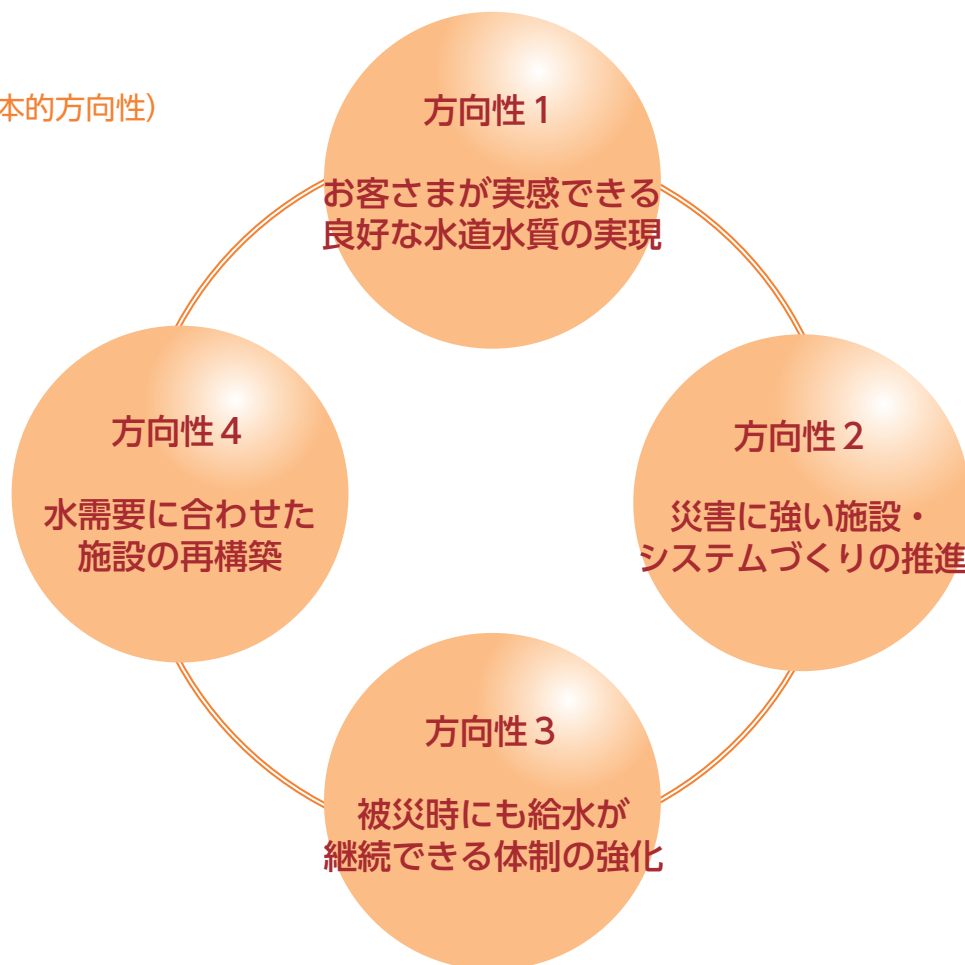 本的方向性)
方向性1
お客さまが実感できる
良好な水道水質の実現
方向性2
災害に強い施設・
システムづくりの推進
方向性3
被災時にも給水が
継続できる体制の強化
方向性4
水需要に合わせた
施設の再構築